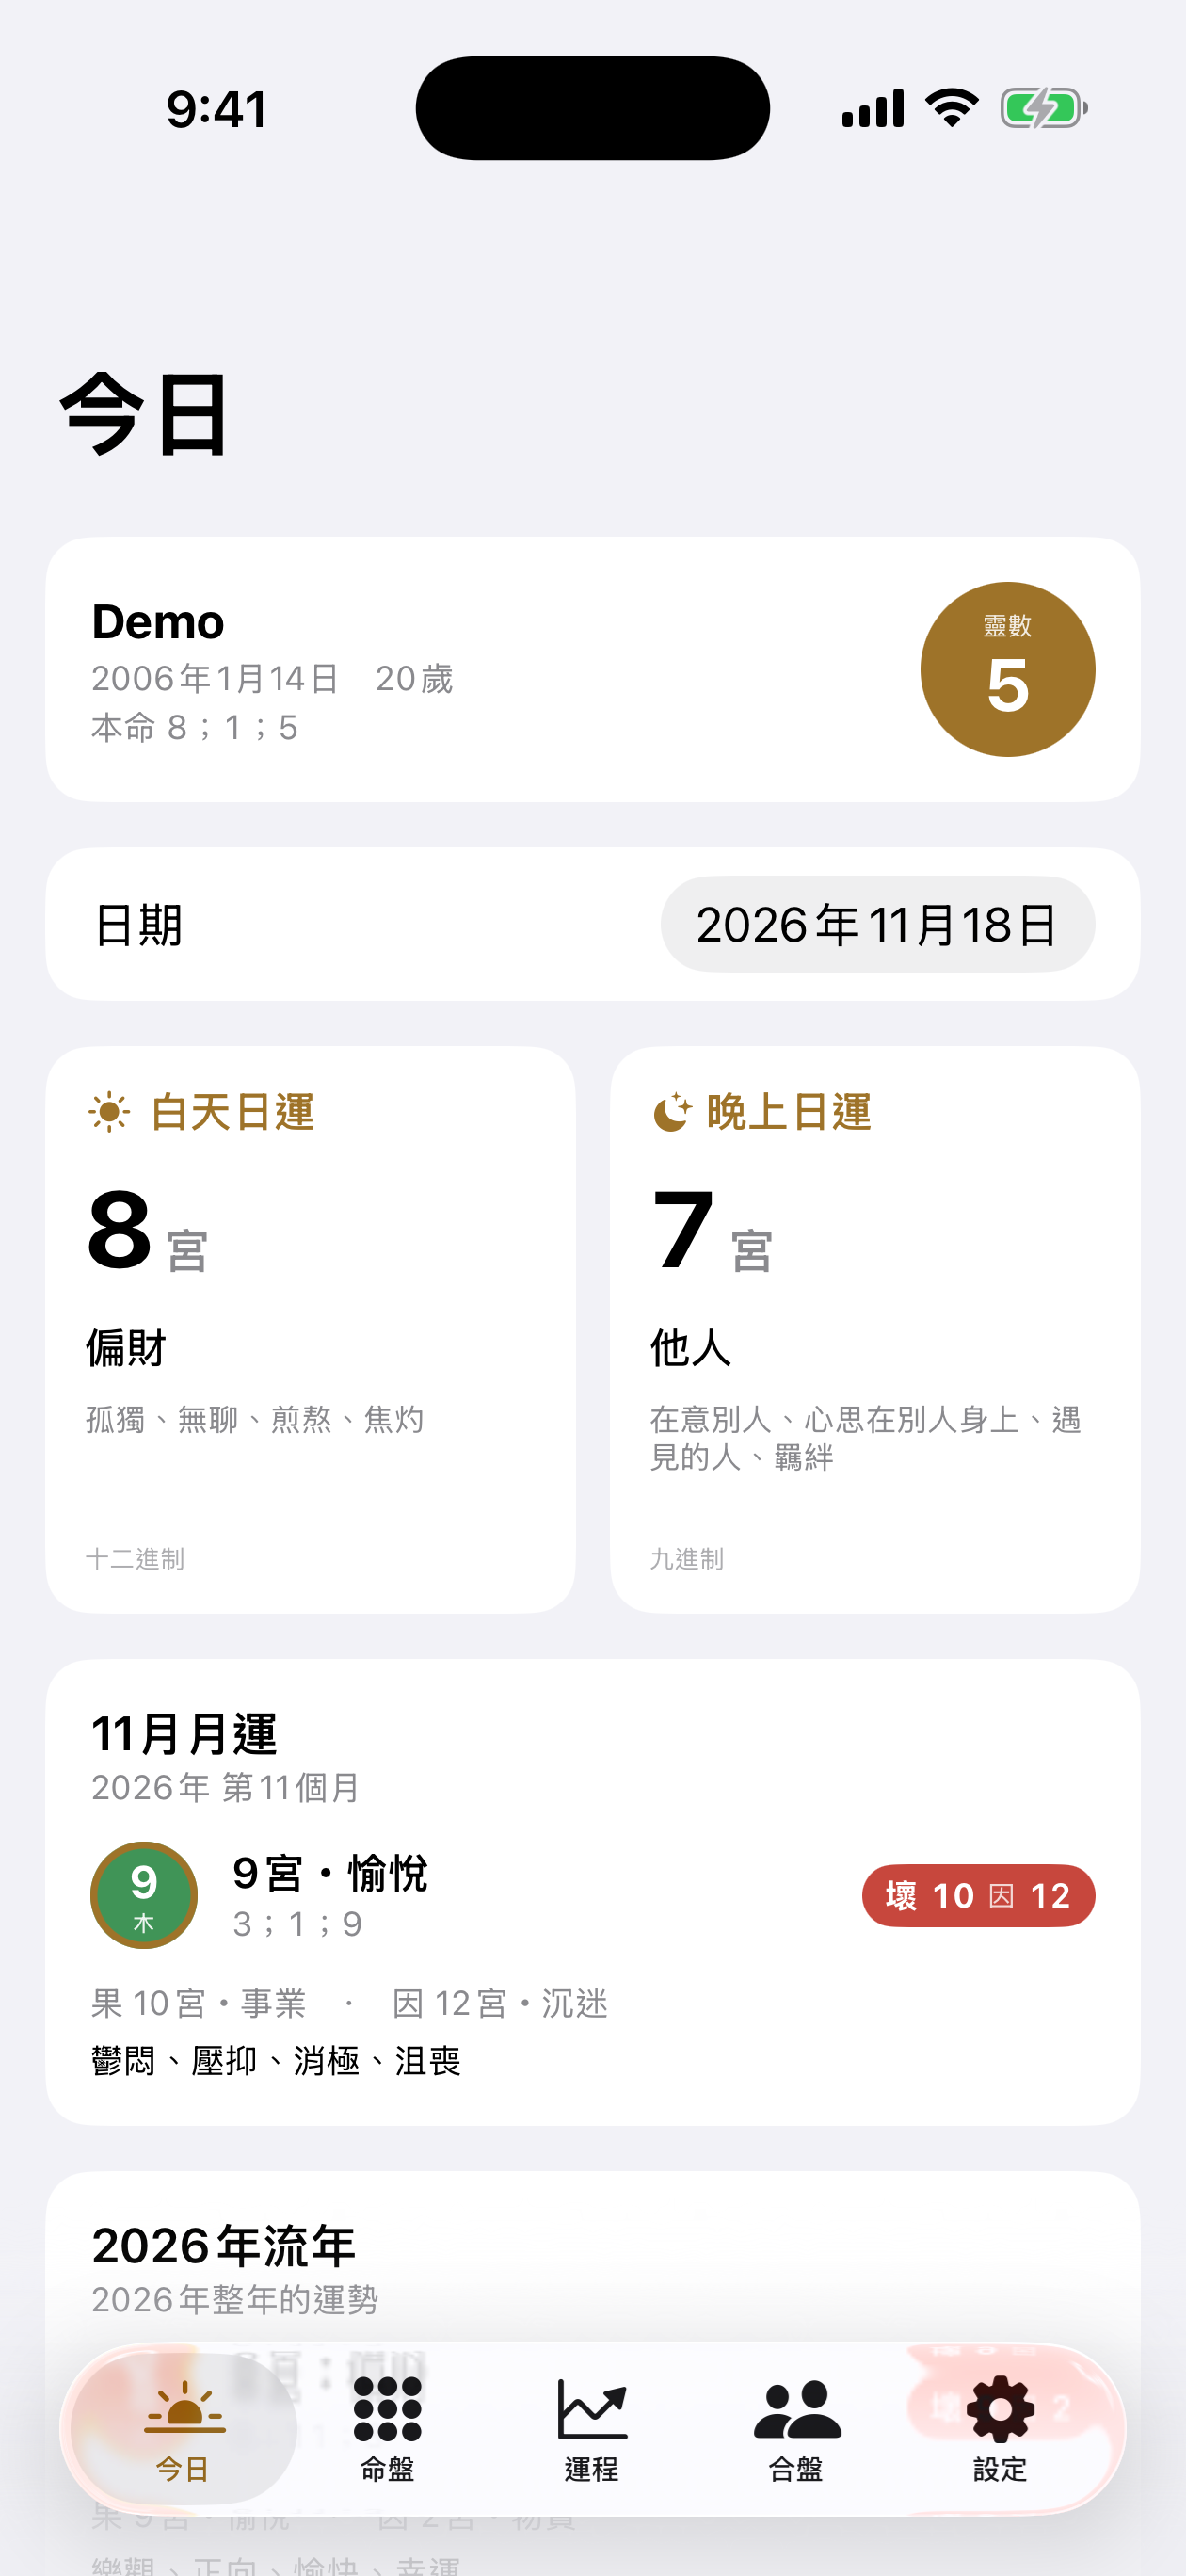 9:41
今日
Demo
2006年1月14日 20歲
本命 8；1；5
靈數
5
日期
2026年11月18日
白天日運
8 宮
偏財
孤獨、無聊、煎熬、焦灼
十二進制
晚上日運
7 宮
他人
在意別人、心思在別人身上、遇
見的人、羈絆
九進制
11月月運
2026年 第11個月
9
木
9宮・愉悅
3；1；9
壞 10 因 12
果 10宮・事業 · 因 12宮・沉迷
鬱悶、壓抑、消極、沮喪
2026年流年
2026年整年的運勢
今日
命盤
運程
合盤
設定
樂觀、正向、愉快、幸運